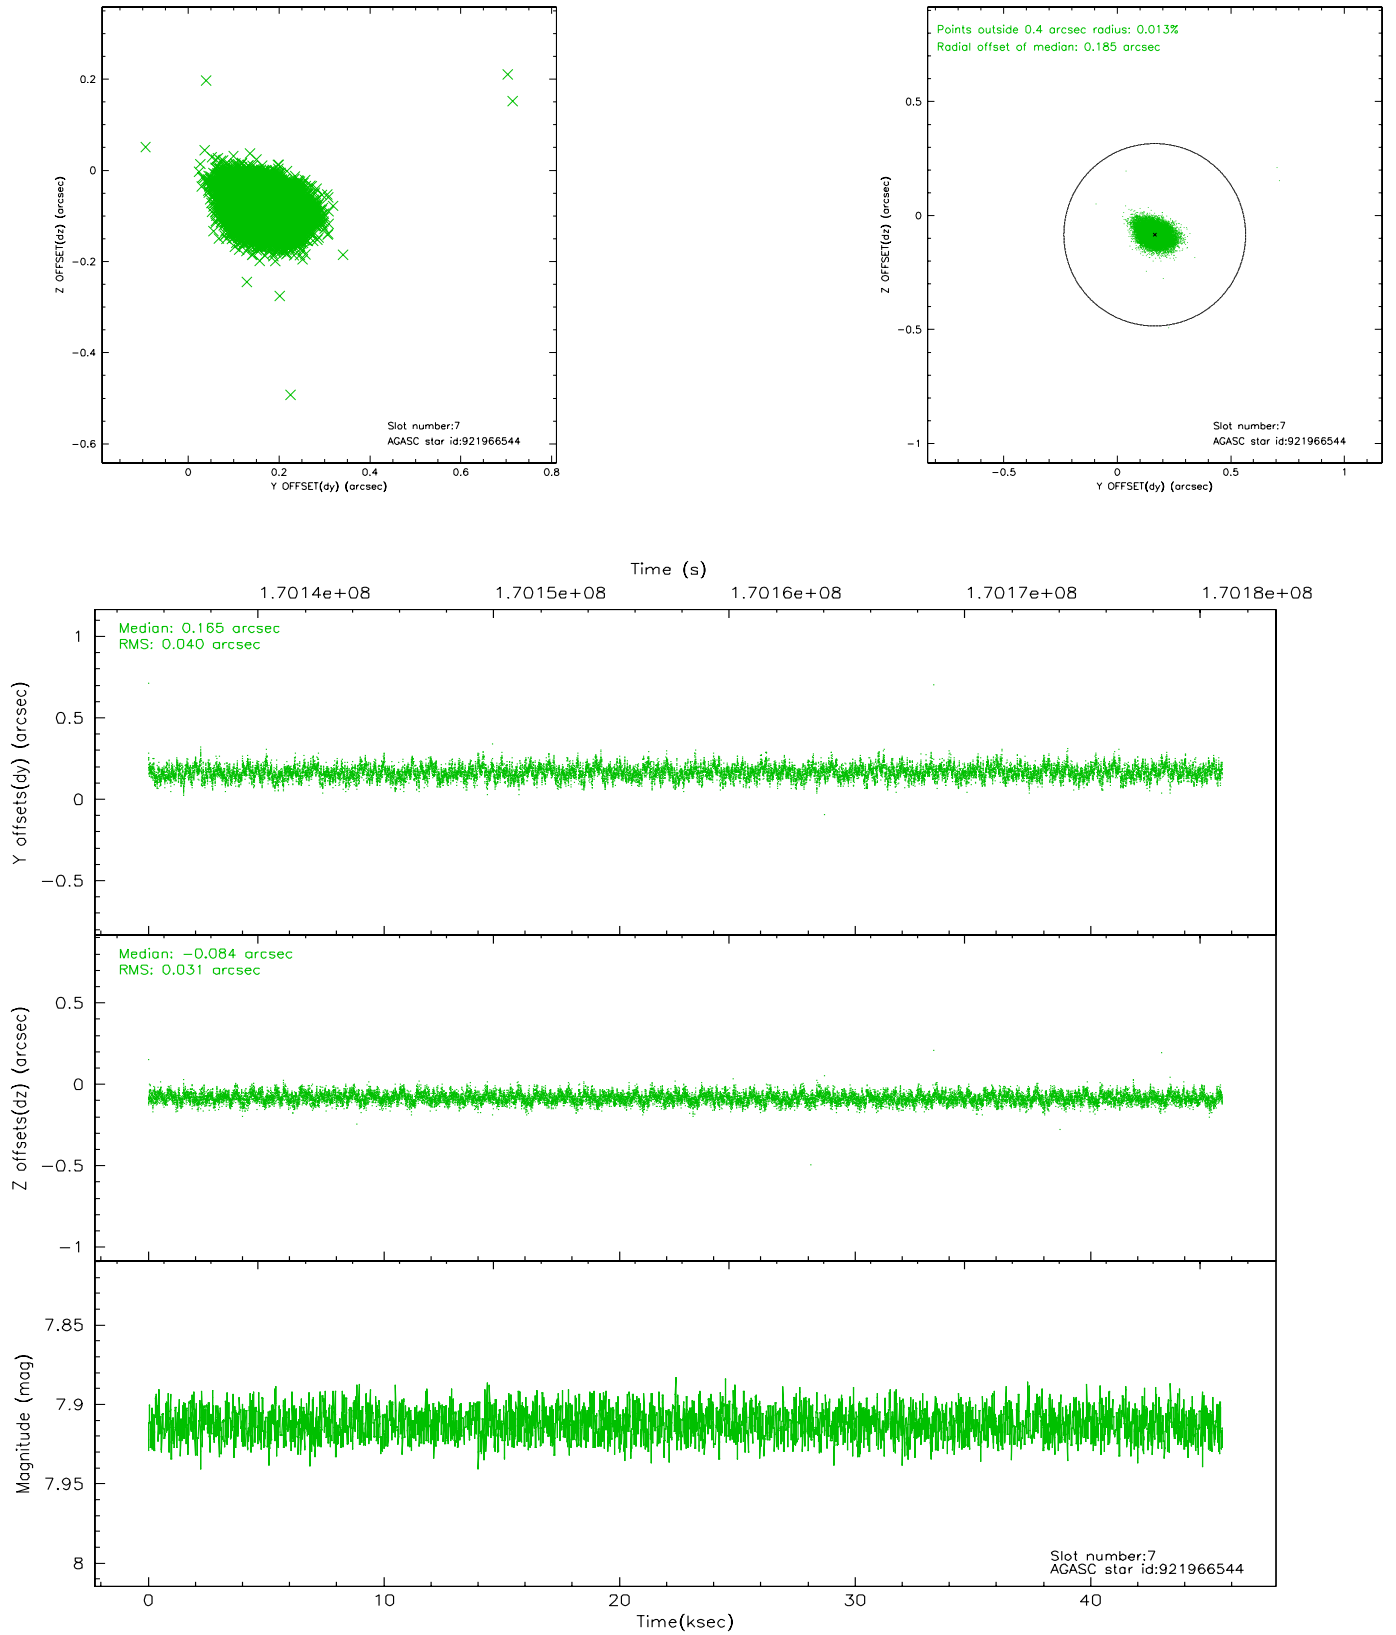 0.2
0
−0.2
−0.4
−0.6
Z OFFSET(dz) (arcsec)
Slot number:7
AGASC star id:921966544
0
0.2
0.4
0.6
0.8
Y OFFSET(dy) (arcsec)
Points outside 0.4 arcsec radius: 0.013%
Radial offset of median: 0.185 arcsec
0.5
0
−0.5
−1
Z OFFSET(dz) (arcsec)
Slot number:7
AGASC star id:921966544
−0.5
0
0.5
1
Y OFFSET(dy) (arcsec)
Time (s)
1.7014e+08
1.7015e+08
1.7016e+08
1.7017e+08
1.7018e+08
Median: 0.165 arcsec
RMS: 0.040 arcsec
1
0.5
0
−0.5
Y offsets(dy) (arcsec)
Median: −0.084 arcsec
RMS: 0.031 arcsec
0.5
0
−0.5
−1
Z offsets(dz) (arcsec)
7.85
7.9
7.95
8
Magnitude (mag)
Slot number:7
AGASC star id:921966544
0
10
20
30
40
Time(ksec)